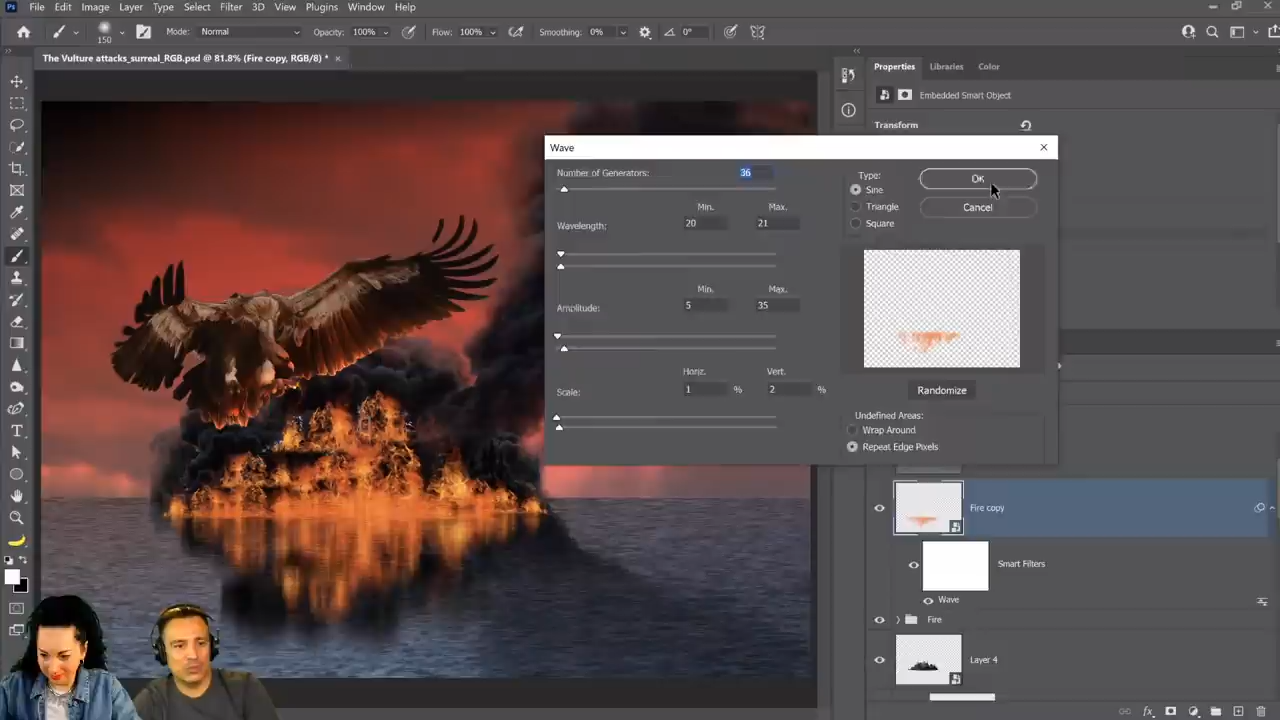 Ps File Edit Image Layer Type Select Filter 3D View Plugins Window Help
150 Mode: Normal Opacity: 100% Flow: 100% Smoothing: 0% 0°
The Vulture attacks_surreal_RGB.psd @ 81.8% (Fire copy, RGB/8) *
Properties Libraries Color
Embedded Smart Object
Transform
Wave
Number of Generators: 36
Min. Max.
Wavelength: 20 21
Min. Max.
Amplitude: 5 35
Horiz. Vert.
Scale: 1 % 2 %
Type:
Sine
Triangle
Square
OK
Cancel
Randomize
Undefined Areas:
Wrap Around
Repeat Edge Pixels
Fire copy
Smart Filters
Wave
Fire
Layer 4
fx